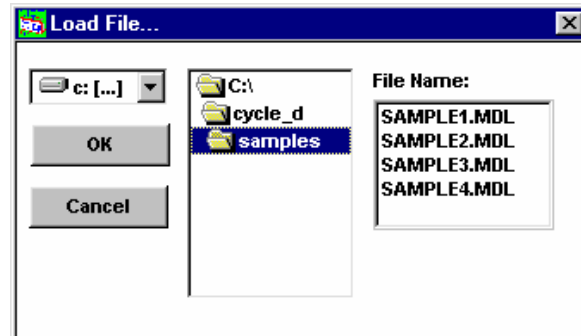 Load File...
c: [...]
OK
Cancel
C:\
cycle_d
samples
File Name:
SAMPLE1.MDL
SAMPLE2.MDL
SAMPLE3.MDL
SAMPLE4.MDL